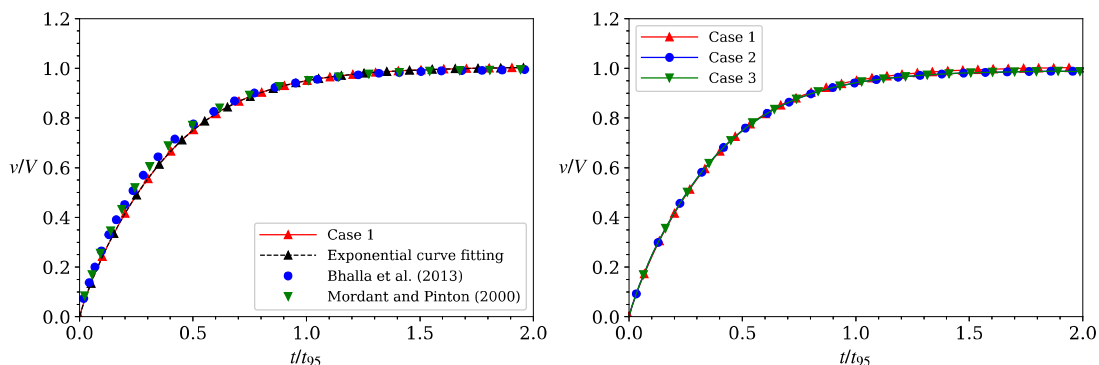 1.2
1.0
0.8
0.6
0.4
0.2
0.0
v/V
0.0
0.5
1.0
1.5
2.0
t/t95
Case 1
Exponential curve fitting
Bhalla et al. (2013)
Mordant and Pinton (2000)
1.2
1.0
0.8
0.6
0.4
0.2
0.0
v/V
0.0
0.5
1.0
1.5
2.0
t/t95
Case 1
Case 2
Case 3